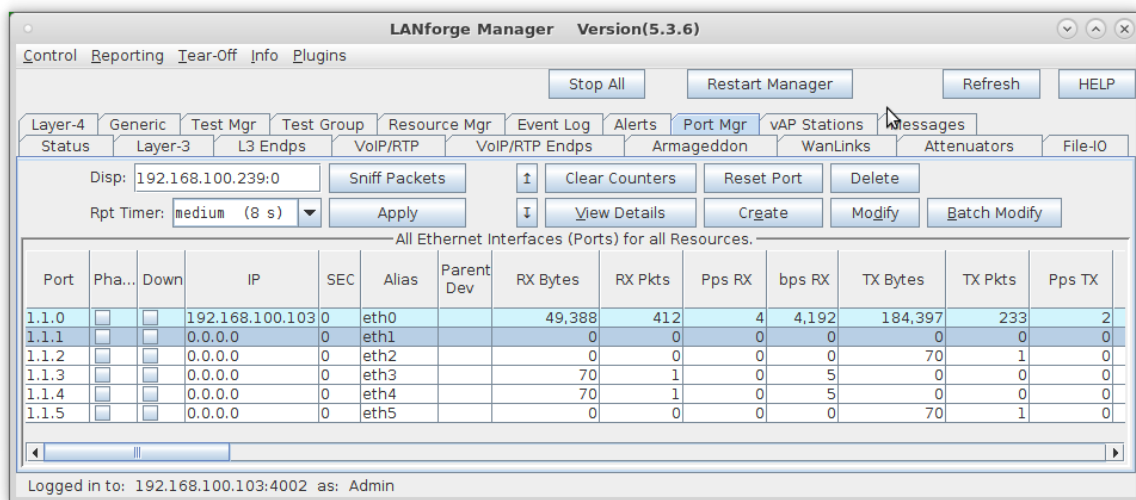 LANforge Manager Version(5.3.6)
Control Reporting Tear-Off Info Plugins
Stop All Restart Manager Refresh HELP
Layer-4 Generic Test Mgr Test Group Resource Mgr Event Log Alerts Port Mgr vAP Stations Messages
Status Layer-3 L3 Endps VoIP/RTP VoIP/RTP Endps Armageddon WanLinks Attenuators File-IO
Disp: 192.168.100.239:0 Sniff Packets ↑ Clear Counters Reset Port Delete
Rpt Timer: medium (8 s) Apply ↧ View Details Create Modify Batch Modify
All Ethernet Interfaces (Ports) for all Resources.
Port Pha... Down IP SEC Alias Parent Dev RX Bytes RX Pkts Pps RX bps RX TX Bytes TX Pkts Pps TX
1.1.0 192.168.100.103 0 eth0 49,388 412 4 4,192 184,397 233 2
1.1.1 0.0.0.0 0 eth1 0 0 0 0 0 0 0
1.1.2 0.0.0.0 0 eth2 0 0 0 0 70 1 0
1.1.3 0.0.0.0 0 eth3 70 1 0 5 0 0 0
1.1.4 0.0.0.0 0 eth4 70 1 0 5 0 0 0
1.1.5 0.0.0.0 0 eth5 0 0 0 0 70 1 0
Logged in to: 192.168.100.103:4002 as: Admin